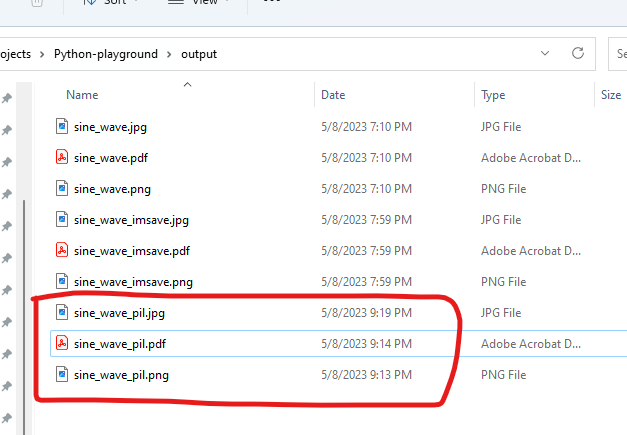 Sort View ...
ojects > Python-playground > output Se
Name Date Type Size
sine_wave.jpg 5/8/2023 7:10 PM JPG File
sine_wave.pdf 5/8/2023 7:10 PM Adobe Acrobat D...
sine_wave.png 5/8/2023 7:10 PM PNG File
sine_wave_imsave.jpg 5/8/2023 7:59 PM JPG File
sine_wave_imsave.pdf 5/8/2023 7:59 PM Adobe Acrobat D...
sine_wave_imsave.png 5/8/2023 7:59 PM PNG File
sine_wave_pil.jpg 5/8/2023 9:19 PM JPG File
sine_wave_pil.pdf 5/8/2023 9:14 PM Adobe Acrobat D...
sine_wave_pil.png 5/8/2023 9:13 PM PNG File